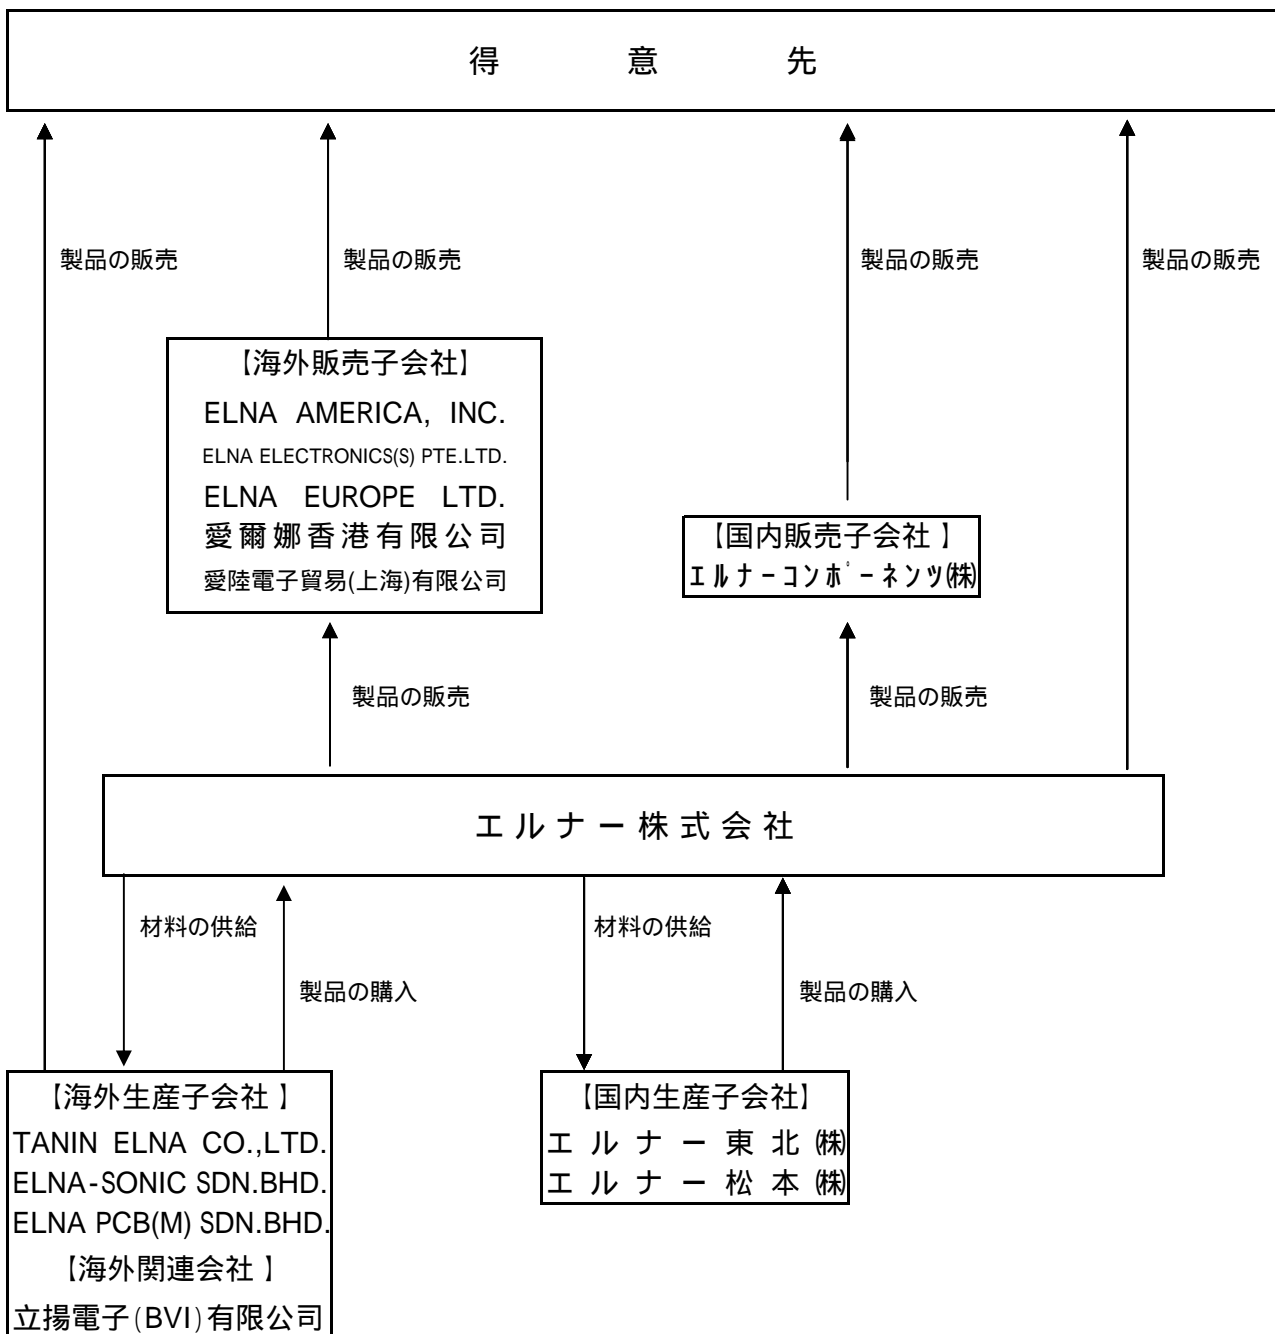 得意先
製品の販売
製品の販売
製品の販売
製品の販売
【海外販売子会社】
ELNA AMERICA, INC.
ELNA ELECTRONICS(S) PTE.LTD.
ELNA EUROPE LTD.
愛爾娜香港有限公司
愛陸電子貿易(上海)有限公司
【国内販売子会社】
エルナーコンポーネンツ㈱
製品の販売
製品の販売
エルナー株式会社
材料の供給
材料の供給
製品の購入
製品の購入
【海外生産子会社】
TANIN ELNA CO.,LTD.
ELNA-SONIC SDN.BHD.
ELNA PCB(M) SDN.BHD.
【海外関連会社】
立揚電子(BVI)有限公司
【国内生産子会社】
エルナー東北㈱
エルナー松本㈱